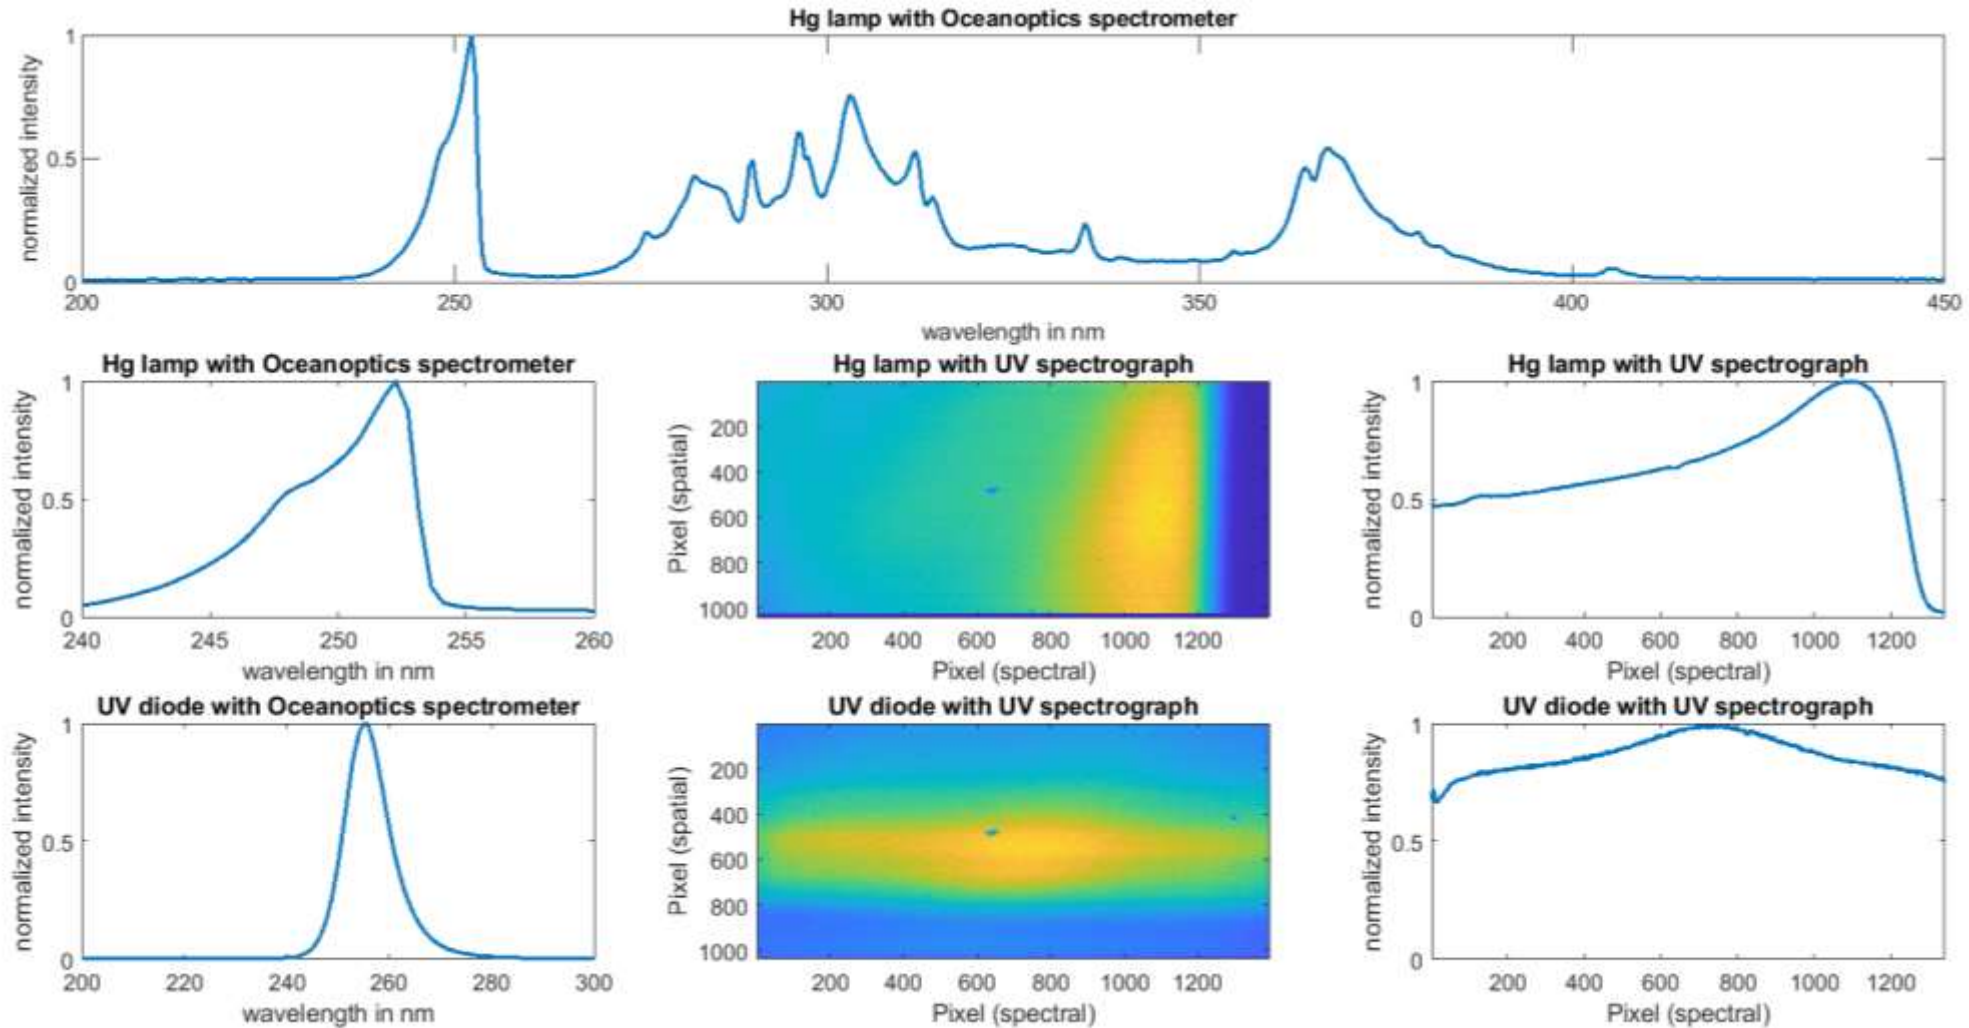 Hg lamp with Oceanoptics spectrometer
normalized intensity
1
0.5
0
200 250 300 350 400 450
wavelength in nm
Hg lamp with Oceanoptics spectrometer
normalized intensity
1
0.5
0
240 245 250 255 260
wavelength in nm
Hg lamp with UV spectrograph
Pixel (spatial)
200
400
600
800
1000
200 400 600 800 1000 1200
Pixel (spectral)
Hg lamp with UV spectrograph
normalized intensity
1
0.5
0
200 400 600 800 1000 1200
Pixel (spectral)
UV diode with Oceanoptics spectrometer
normalized intensity
1
0.5
0
200 220 240 260 280 300
wavelength in nm
UV diode with UV spectrograph
Pixel (spatial)
200
400
600
800
1000
200 400 600 800 1000 1200
Pixel (spectral)
UV diode with UV spectrograph
normalized intensity
1
0.5
0
200 400 600 800 1000 1200
Pixel (spectral)